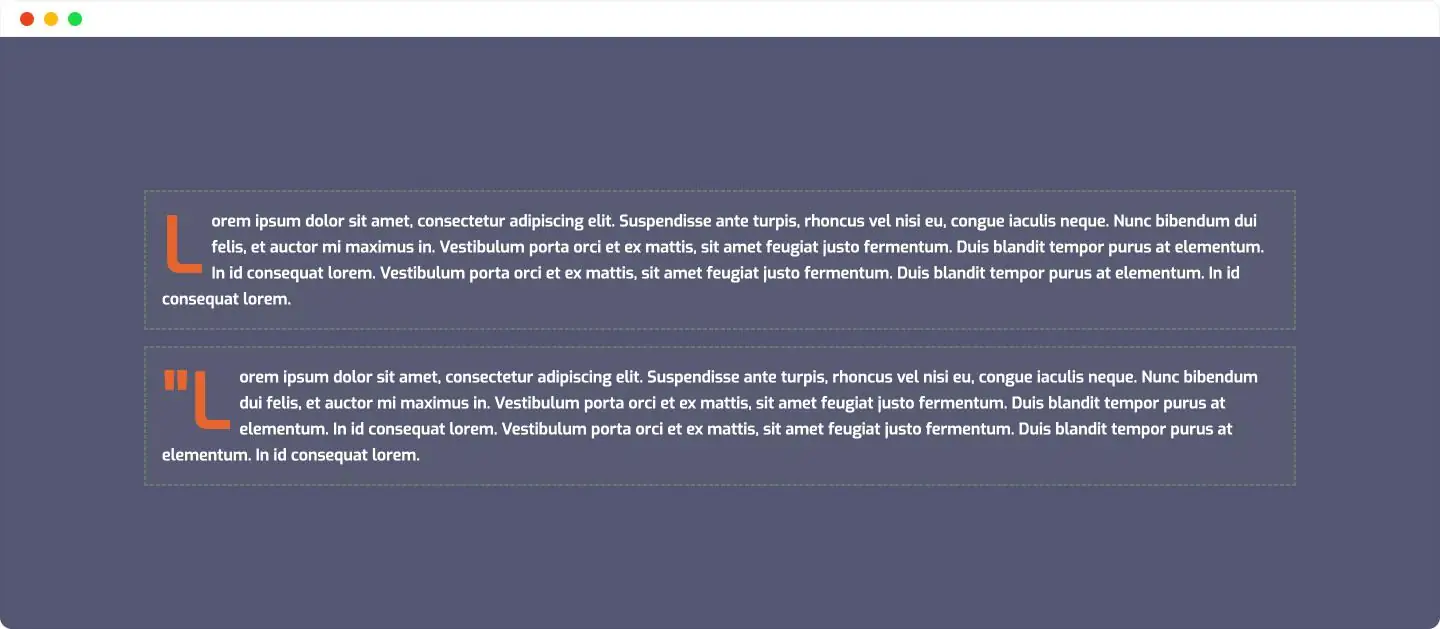 Lorem ipsum dolor sit amet, consectetur adipiscing elit. Suspendisse ante turpis, rhoncus vel nisi eu, congue iaculis neque. Nunc bibendum dui
felis, et auctor mi maximus in. Vestibulum porta orci et ex mattis, sit amet feugiat justo fermentum. Duis blandit tempor purus at elementum.
In id consequat lorem. Vestibulum porta orci et ex mattis, sit amet feugiat justo fermentum. Duis blandit tempor purus at elementum. In id
consequat lorem.
"Lorem ipsum dolor sit amet, consectetur adipiscing elit. Suspendisse ante turpis, rhoncus vel nisi eu, congue iaculis neque. Nunc bibendum
dui felis, et auctor mi maximus in. Vestibulum porta orci et ex mattis, sit amet feugiat justo fermentum. Duis blandit tempor purus at
elementum. In id consequat lorem. Vestibulum porta orci et ex mattis, sit amet feugiat justo fermentum. Duis blandit tempor purus at
elementum. In id consequat lorem.